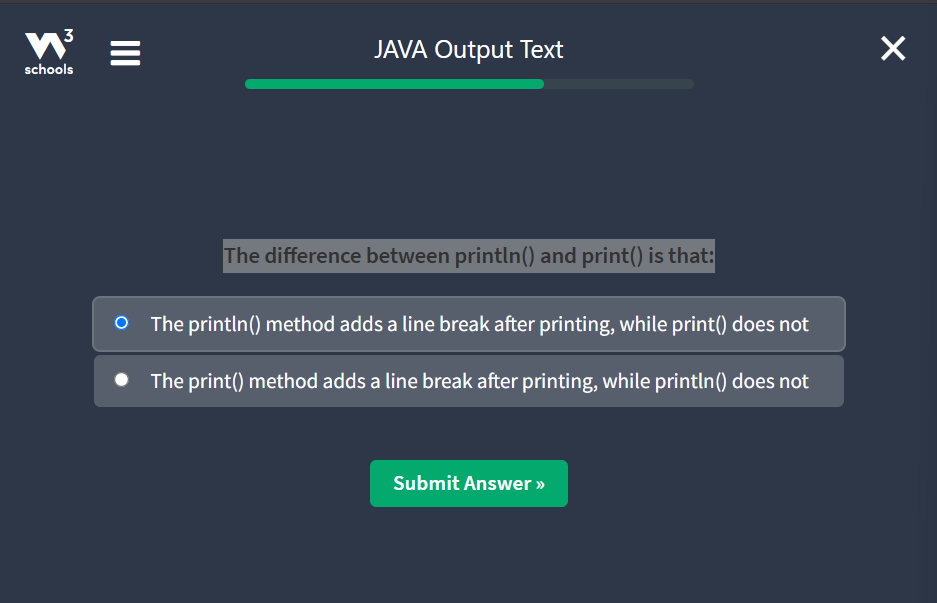 W3
schools
JAVA Output Text
The difference between println() and print() is that:
The println() method adds a line break after printing, while print() does not
The print() method adds a line break after printing, while println() does not
Submit Answer »